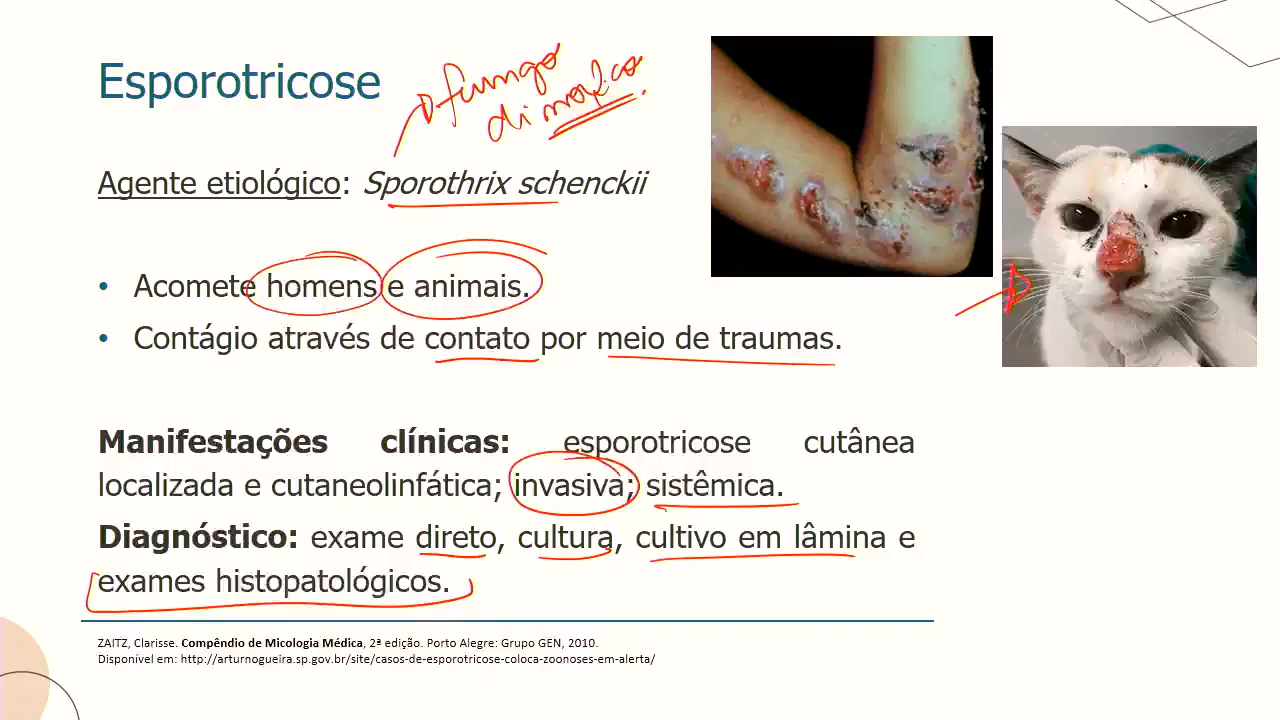 Esporotricose
fungo
dimorfico
Agente etiológico: Sporothrix schenckii
• Acomete homens e animais.
• Contágio através de contato por meio de traumas.
Manifestações clínicas: esporotricose cutânea
localizada e cutaneolinfática; invasiva; sistêmica.
Diagnóstico: exame direto, cultura, cultivo em lâmina e
exames histopatológicos.
ZAITZ, Clarisse. Compêndio de Micologia Médica, 2ª edição. Porto Alegre: Grupo GEN, 2010.
Disponível em: http://arturnogueira.sp.gov.br/site/casos-de-esporotricose-coloca-zoonoses-em-alerta/